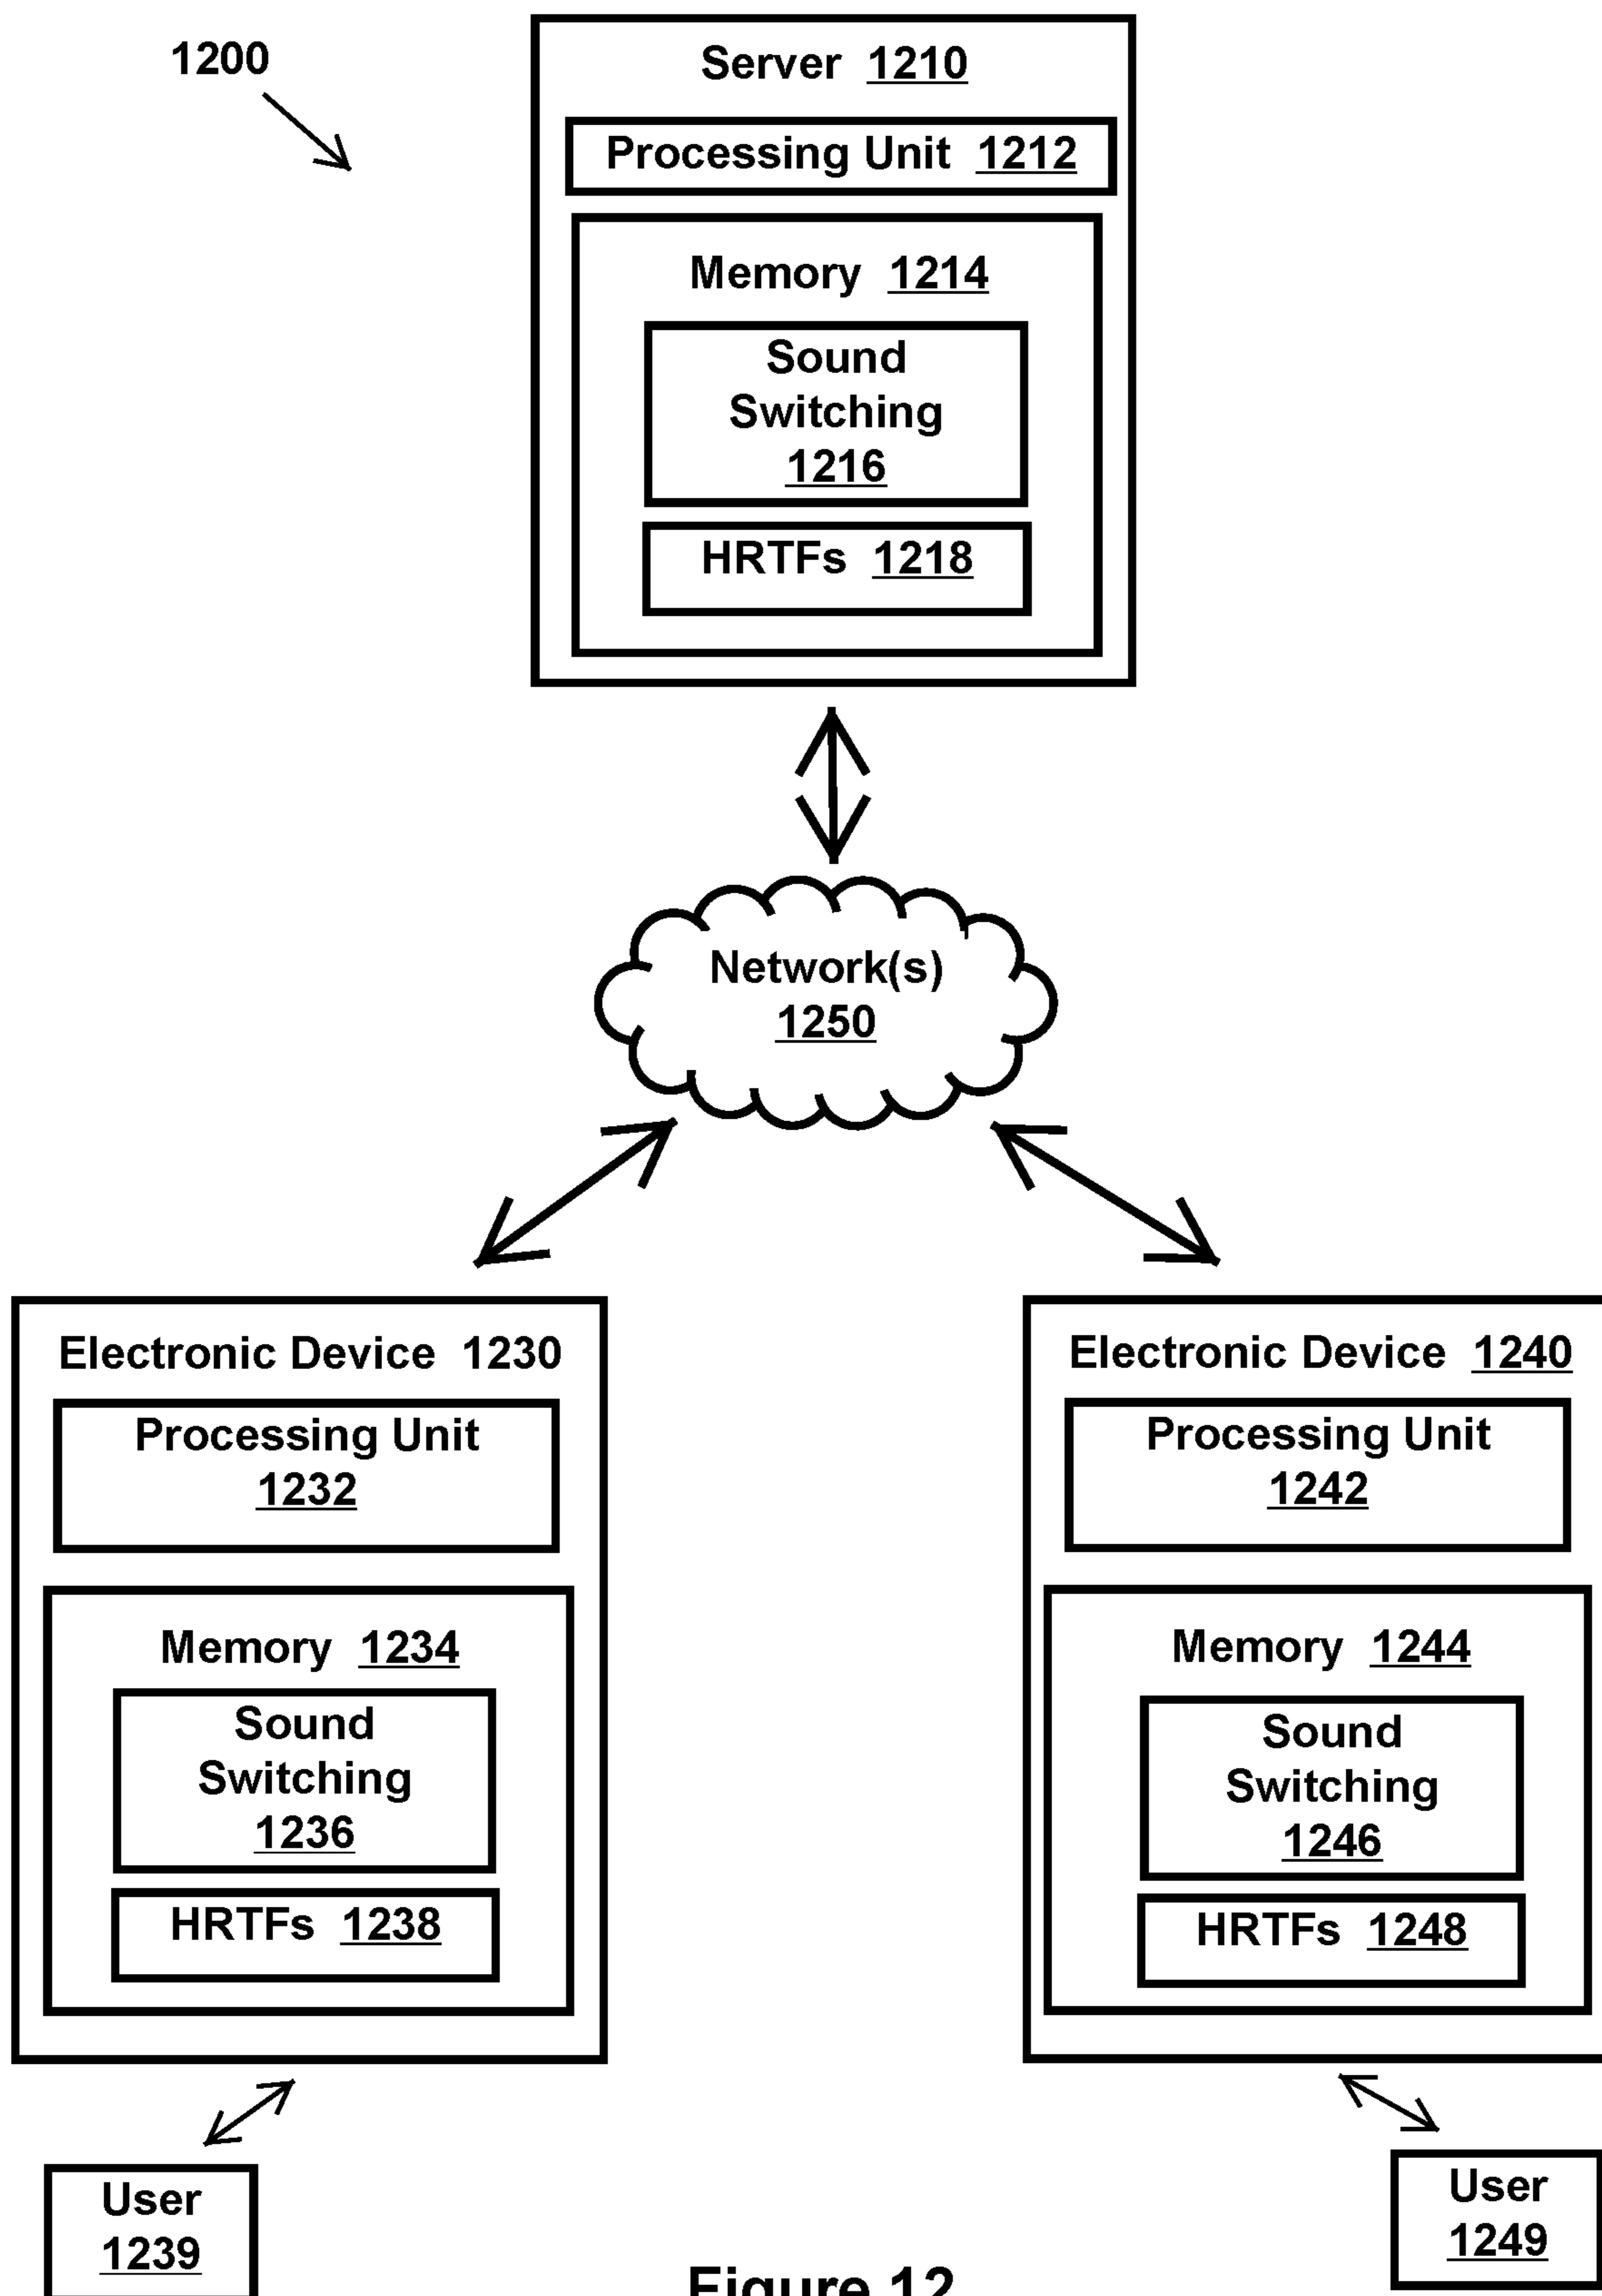 1200
Server 1210
Processing Unit 1212
Memory 1214
Sound
Switching
1216
HRTFs 1218
Network(s)
1250
Electronic Device 1230
Processing Unit
1232
Memory 1234
Sound
Switching
1236
HRTFs 1238
User
1239
Electronic Device 1240
Processing Unit
1242
Memory 1244
Sound
Switching
1246
HRTFs 1248
User
1249
Figure 12